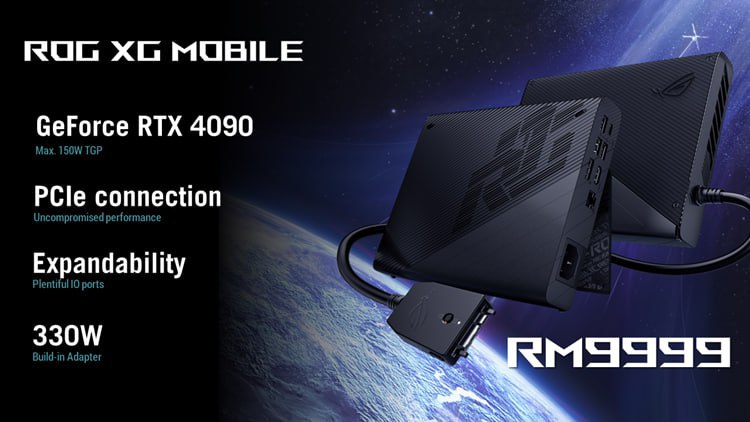 ROG XG MOBILE
GeForce RTX 4090
Max. 150W TGP
PCIe connection
Uncompromised performance
Expandability
Plentiful IO ports
330W
Build-in Adapter
ROG
RM9999